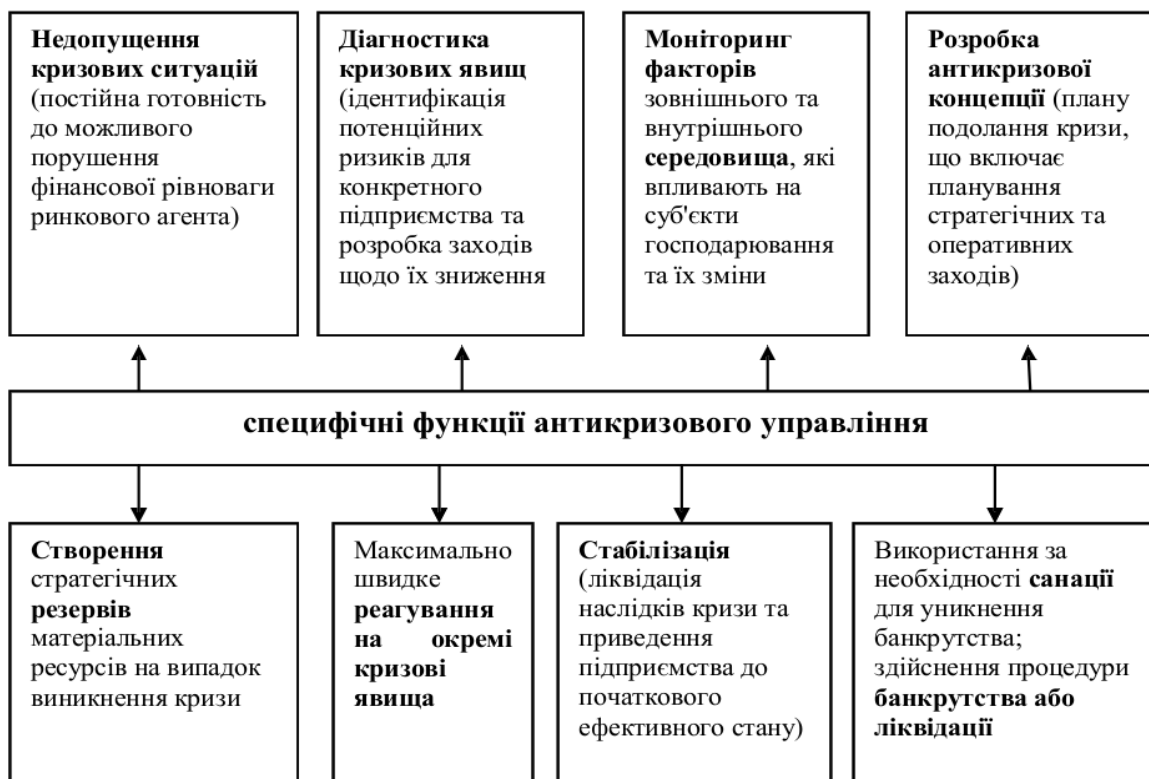 Недопущення
кризових ситуацій
(постійна готовність
до можливого
порушення
фінансової рівноваги
ринкового агента)
Діагностика
кризових явищ
(ідентифікація
потенційних
ризиків для
конкретного
підприємства та
розробка заходів
щодо їх зниження
Моніторинг
факторів
зовнішнього та
внутрішнього
середовища, які
впливають на
суб'єкти
господарювання
та їх зміни
Розробка
антикризової
концепції (плану
подолання кризи,
що включає
планування
стратегічних та
оперативних
заходів)
специфічні функції антикризового управління
Створення
стратегічних
резервів
матеріальних
ресурсів на випадок
виникнення кризи
Максимально
швидке
реагування
на окремі
кризові
явища
Стабілізація
(ліквідація
наслідків кризи та
приведення
підприємства до
початкового
ефективного стану)
Використання за
необхідності санації
для уникнення
банкрутства;
здійснення процедури
банкрутства або
ліквідації